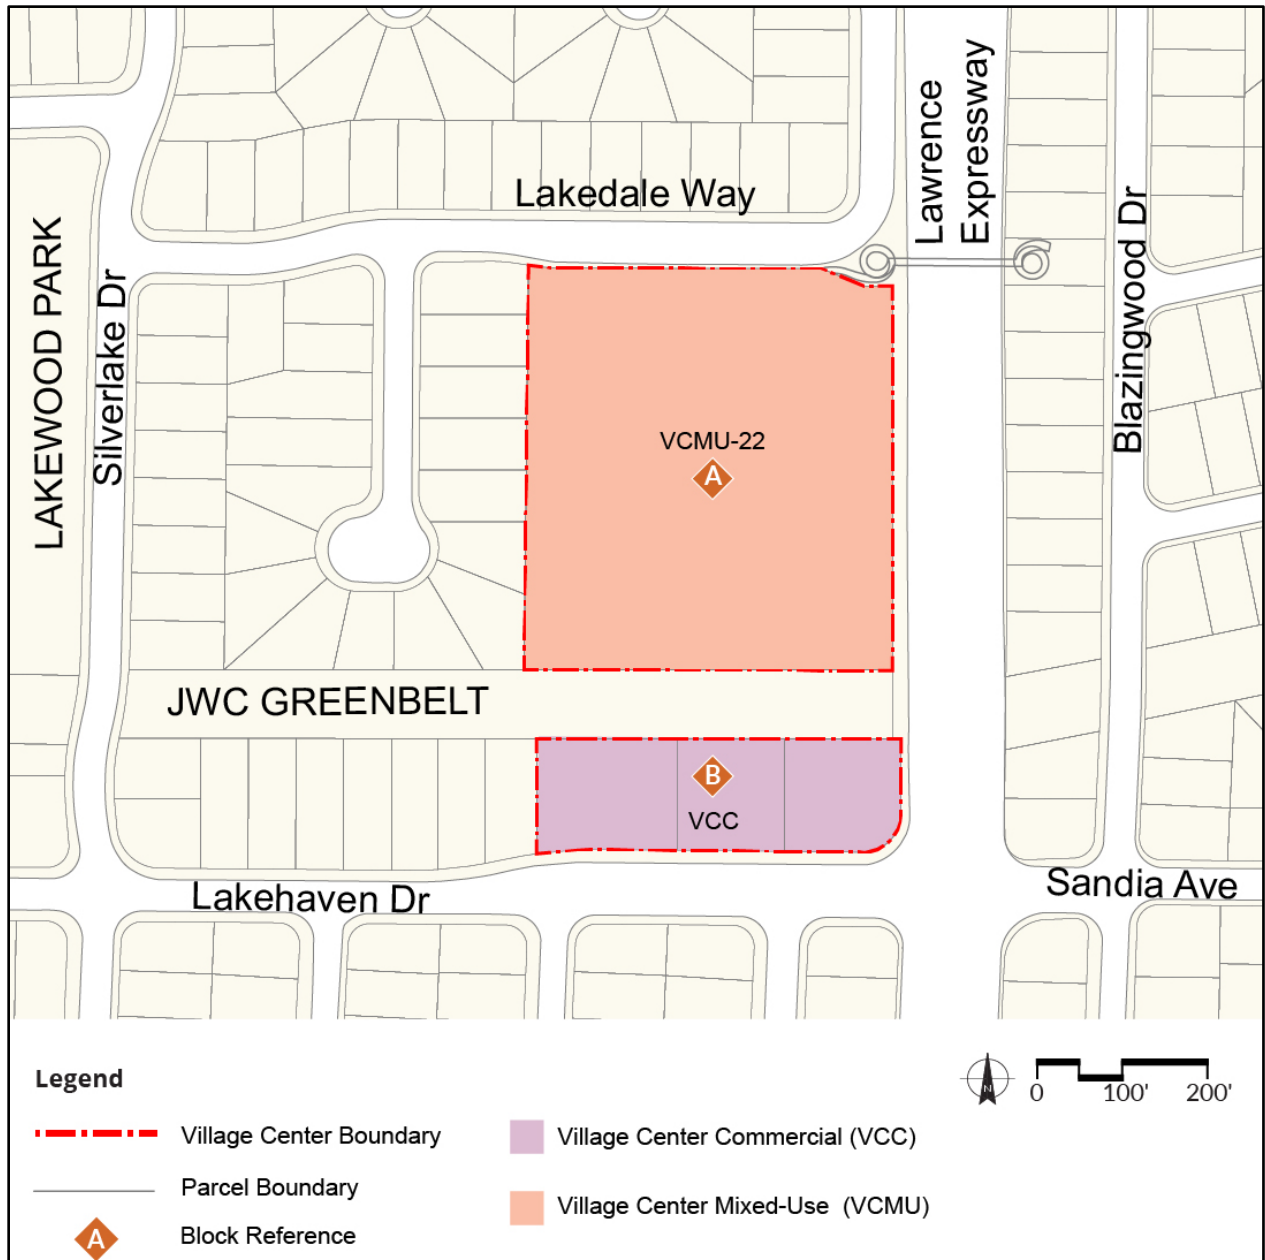 Lawrence
Expressway
Lakedale Way
Blazingwood Dr
LAKEWOOD PARK
Silverlake Dr
VCMU-22
A
JWC GREENBELT
B
VCC
Lakehaven Dr
Sandia Ave
Legend
N
0 100' 200'
Village Center Boundary
Village Center Commercial (VCC)
Parcel Boundary
Village Center Mixed-Use (VCMU)
A Block Reference